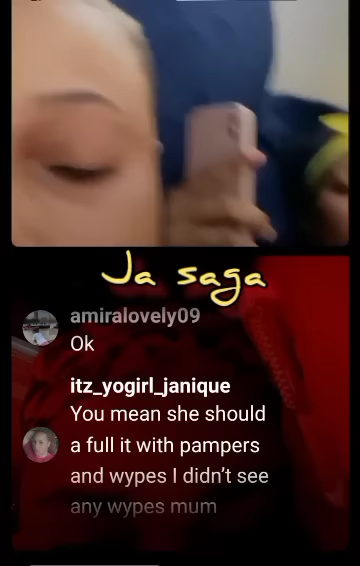 Ja saga
amiralovely09
Ok
itz_yogirl_janique
You mean she should
a full it with pampers
and wypes I didn't see
any wypes mum